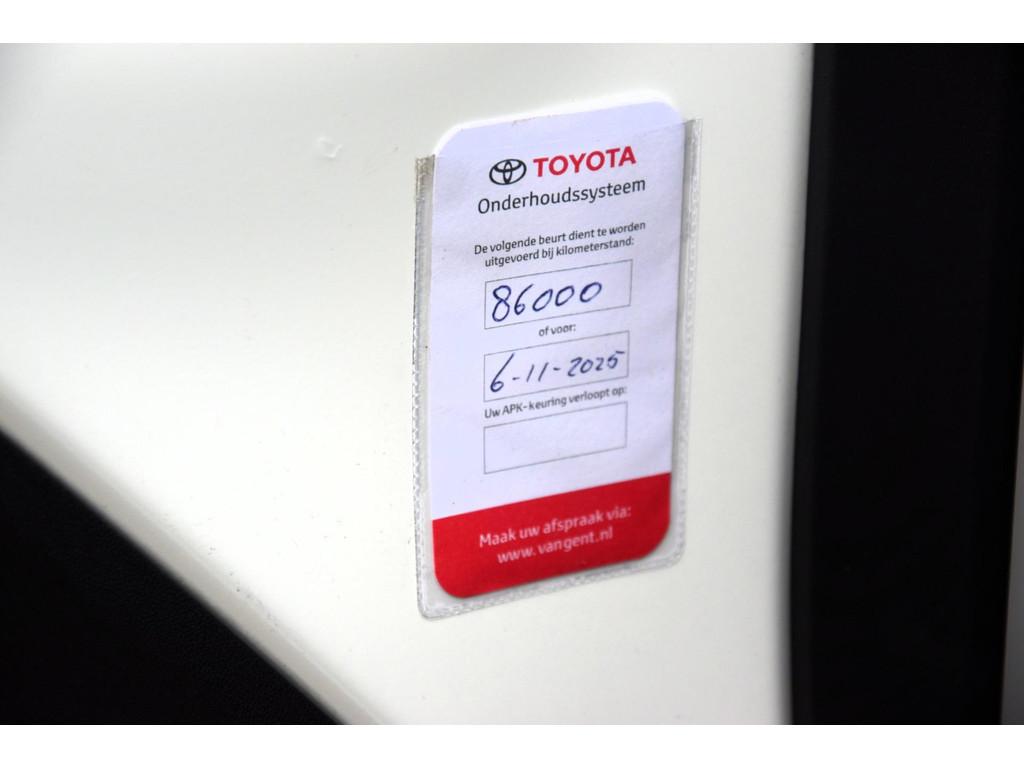 TOYOTA
Onderhoudssysteem
De volgende beurt dient te worden
uitgevoerd bij kilometerstand:
86000
of voor:
6-11-2025
Uw APK-keuring verloopt op:
Maak uw afspraak via:
www.vangent.nl